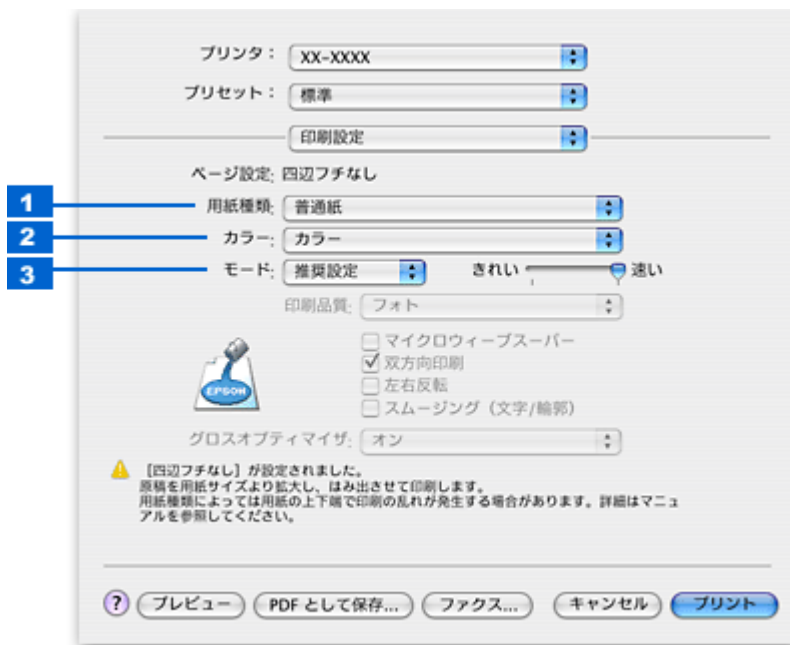 プリンタ： XX-XXXX
プリセット： 標準
印刷設定
ページ設定: 四辺フチなし
1 用紙種類: 普通紙
2 カラー: カラー
3 モード: 推奨設定 きれい 速い
印刷品質: フォト
マイクロウィーブスーパー
双方向印刷
左右反転
スムージング（文字/輪郭）
EPSON
グロスオプティマイザ: オン
［四辺フチなし］が設定されました。
原稿を用紙サイズより拡大し、はみ出させて印刷します。
用紙種類によっては用紙の上下端で印刷の乱れが発生する場合があります。詳細はマニュ
アルを参照してください。
? プレビュー PDF として保存... ファクス... キャンセル プリント